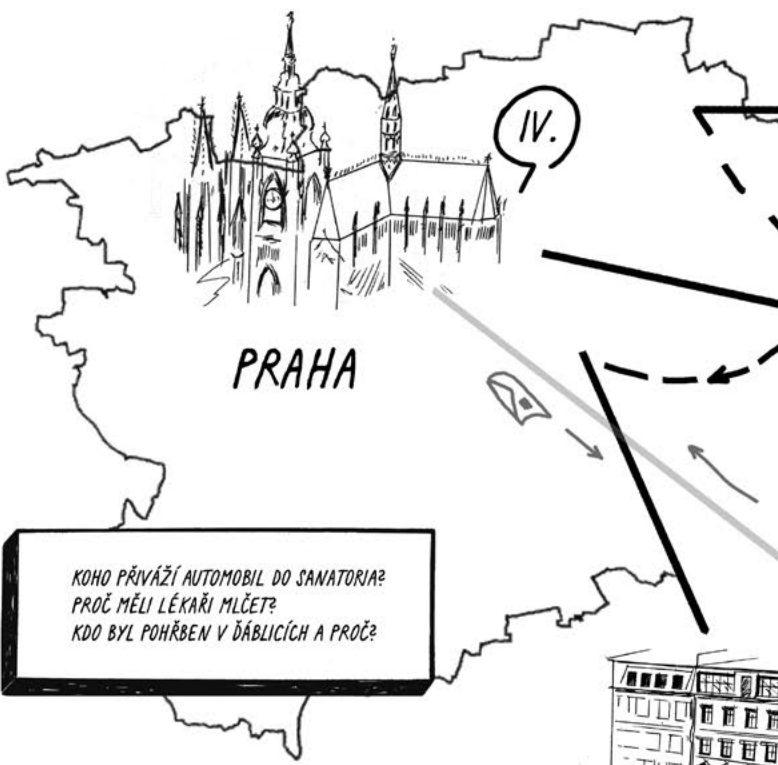 IV.
PRAHA
KOHO PŘIVÁŽÍ AUTOMOBIL DO SANATORIA?
PROČ MĚLI LÉKAŘI MLČET?
KDO BYL POHŘBEN V ĎÁBLICÍCH A PROČ?